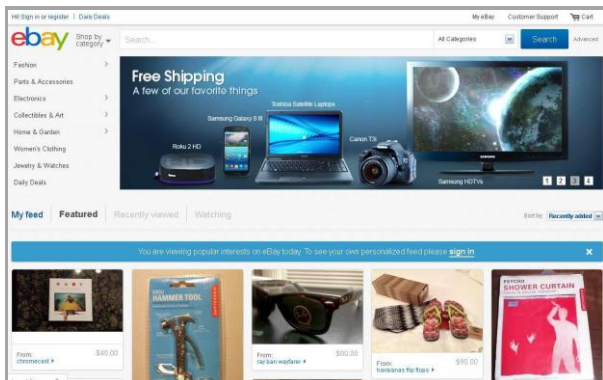 Hi! Sign in or register | Daily Deals
My eBay Customer Support Cart
ebay Shop by category Search... All Categories Search Advanced
Fashion
Parts & Accessories
Electronics
Collectibles & Art
Home & Garden
Women's Clothing
Jewelry & Watches
Daily Deals
Free Shipping
A few of our favorite things
Toshiba Satellite Laptops
Samsung Galaxy S III
Canon T3i
Roku 2 HD
SAMSUNG
Samsung HDTVs
1 2 3 4
My feed Featured Recently viewed Watching
Sort by: Recently added
You are viewing popular interests on eBay today. To see your own personalized feed please sign in
HAMMER TOOL
PSYCHO
SHOWER CURTAIN
From: $40.00
chromecast
From:
ray ban wayfarer
From:
havaianas flip flops